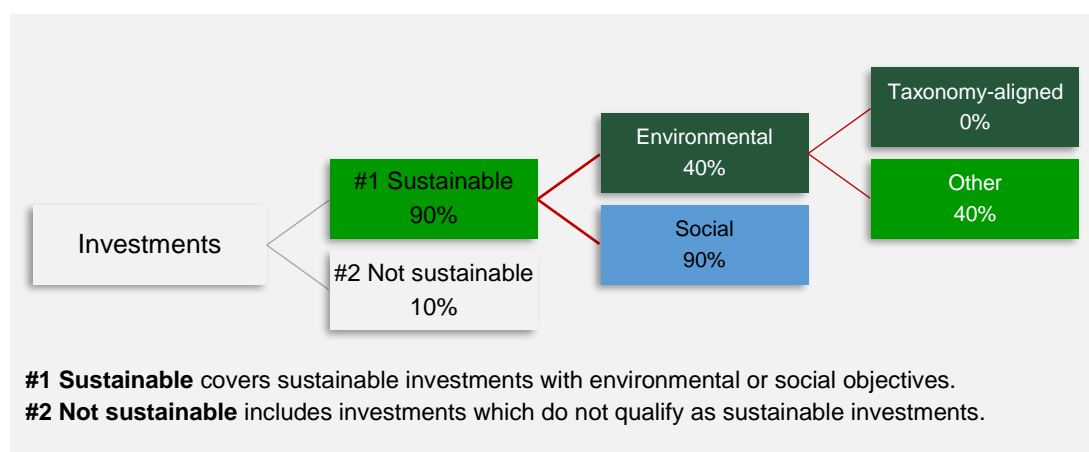 Investments
#1 Sustainable
90%
#2 Not sustainable
10%
Environmental
40%
Social
90%
Taxonomy-aligned
0%
Other
40%
#1 Sustainable covers sustainable investments with environmental or social objectives.
#2 Not sustainable includes investments which do not qualify as sustainable investments.